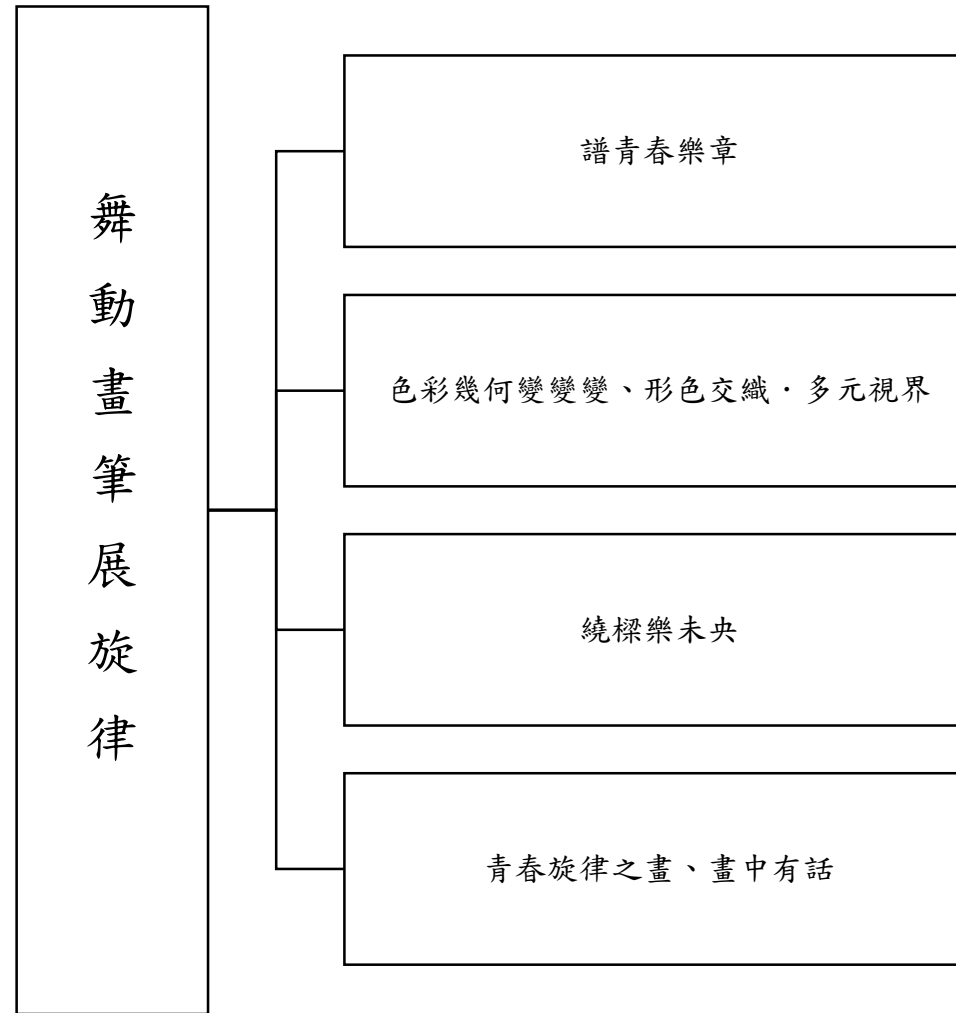 舞動畫筆展旋律
譜青春樂章
色彩幾何變變變、形色交織．多元視界
繞樑樂未央
青春旋律之畫、畫中有話